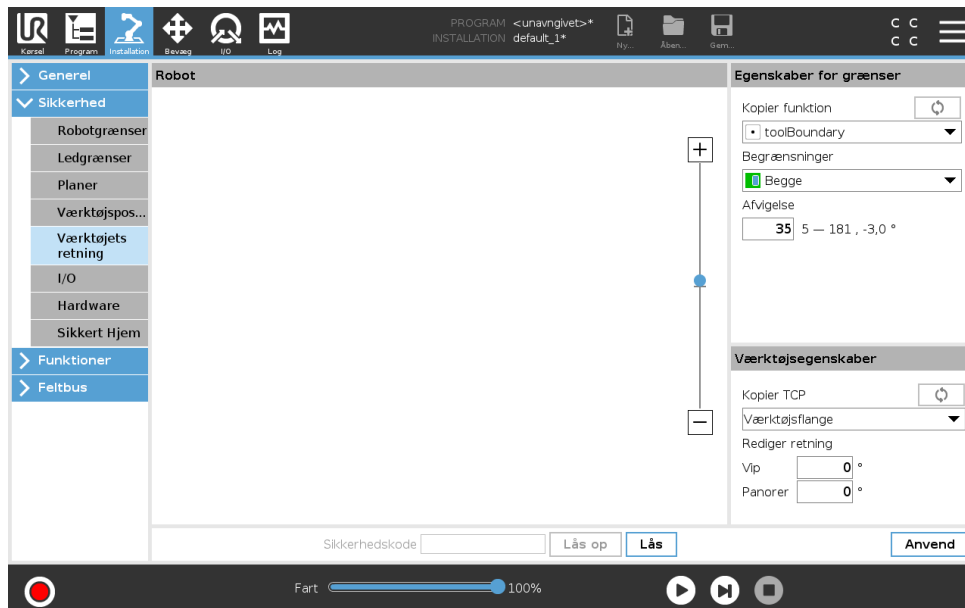 PROGRAM <unavngivet>*
INSTALLATION default_1*
UR
Kørsel Program Installation Bevæg I/O Log
Ny... Åben... Gem...
C C
C C
Generel
Sikkerhed
Robotgrænser
Ledgrænser
Planer
Værktøjspos...
Værktøjets
retning
I/O
Hardware
Sikkert Hjem
Funktioner
Feltbus
Robot
Egenskaber for grænser
Kopier funktion
toolBoundary
Begrænsninger
Begge
Afvigelse
35 5 — 181 , -3,0 °
Værktøjsegenskaber
Kopier TCP
Værktøjsflange
Rediger retning
Vip 0 °
Panorer 0 °
Sikkerhedskode Lås op Lås Anvend
Fart 100%